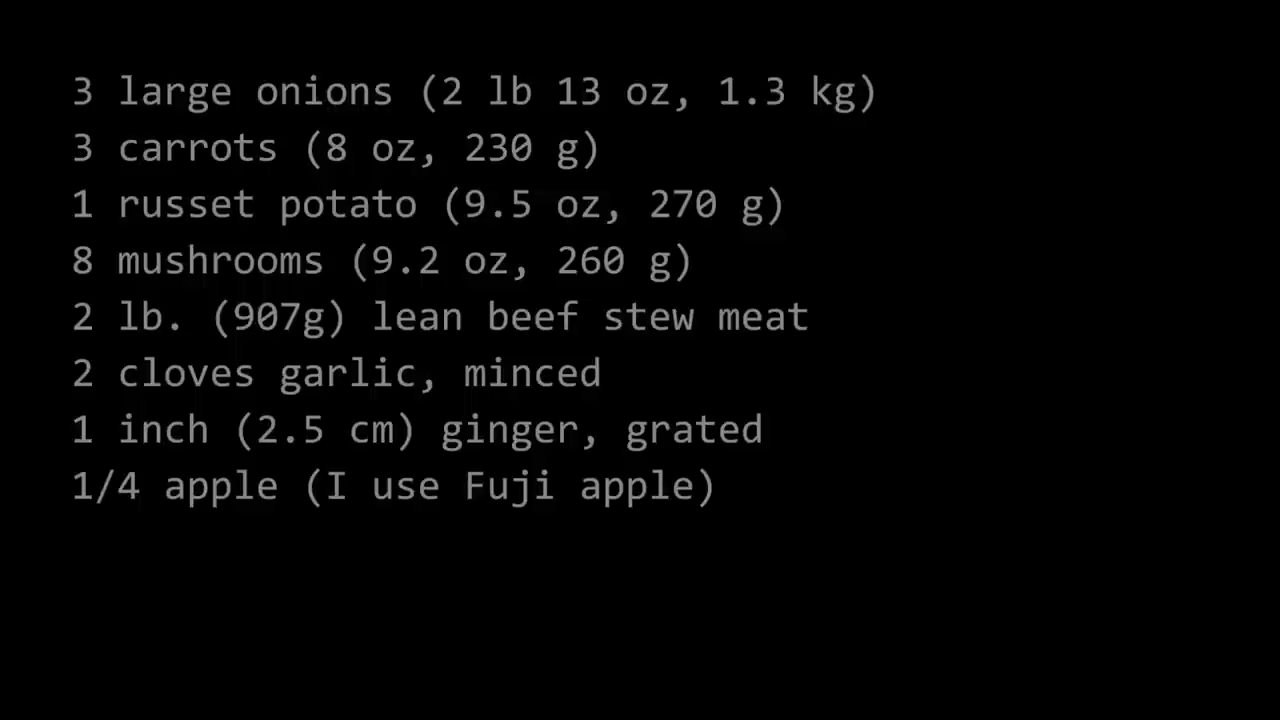 3 large onions (2 lb 13 oz, 1.3 kg)
3 carrots (8 oz, 230 g)
1 russet potato (9.5 oz, 270 g)
8 mushrooms (9.2 oz, 260 g)
2 lb. (907g) lean beef stew meat
2 cloves garlic, minced
1 inch (2.5 cm) ginger, grated
1/4 apple (I use Fuji apple)